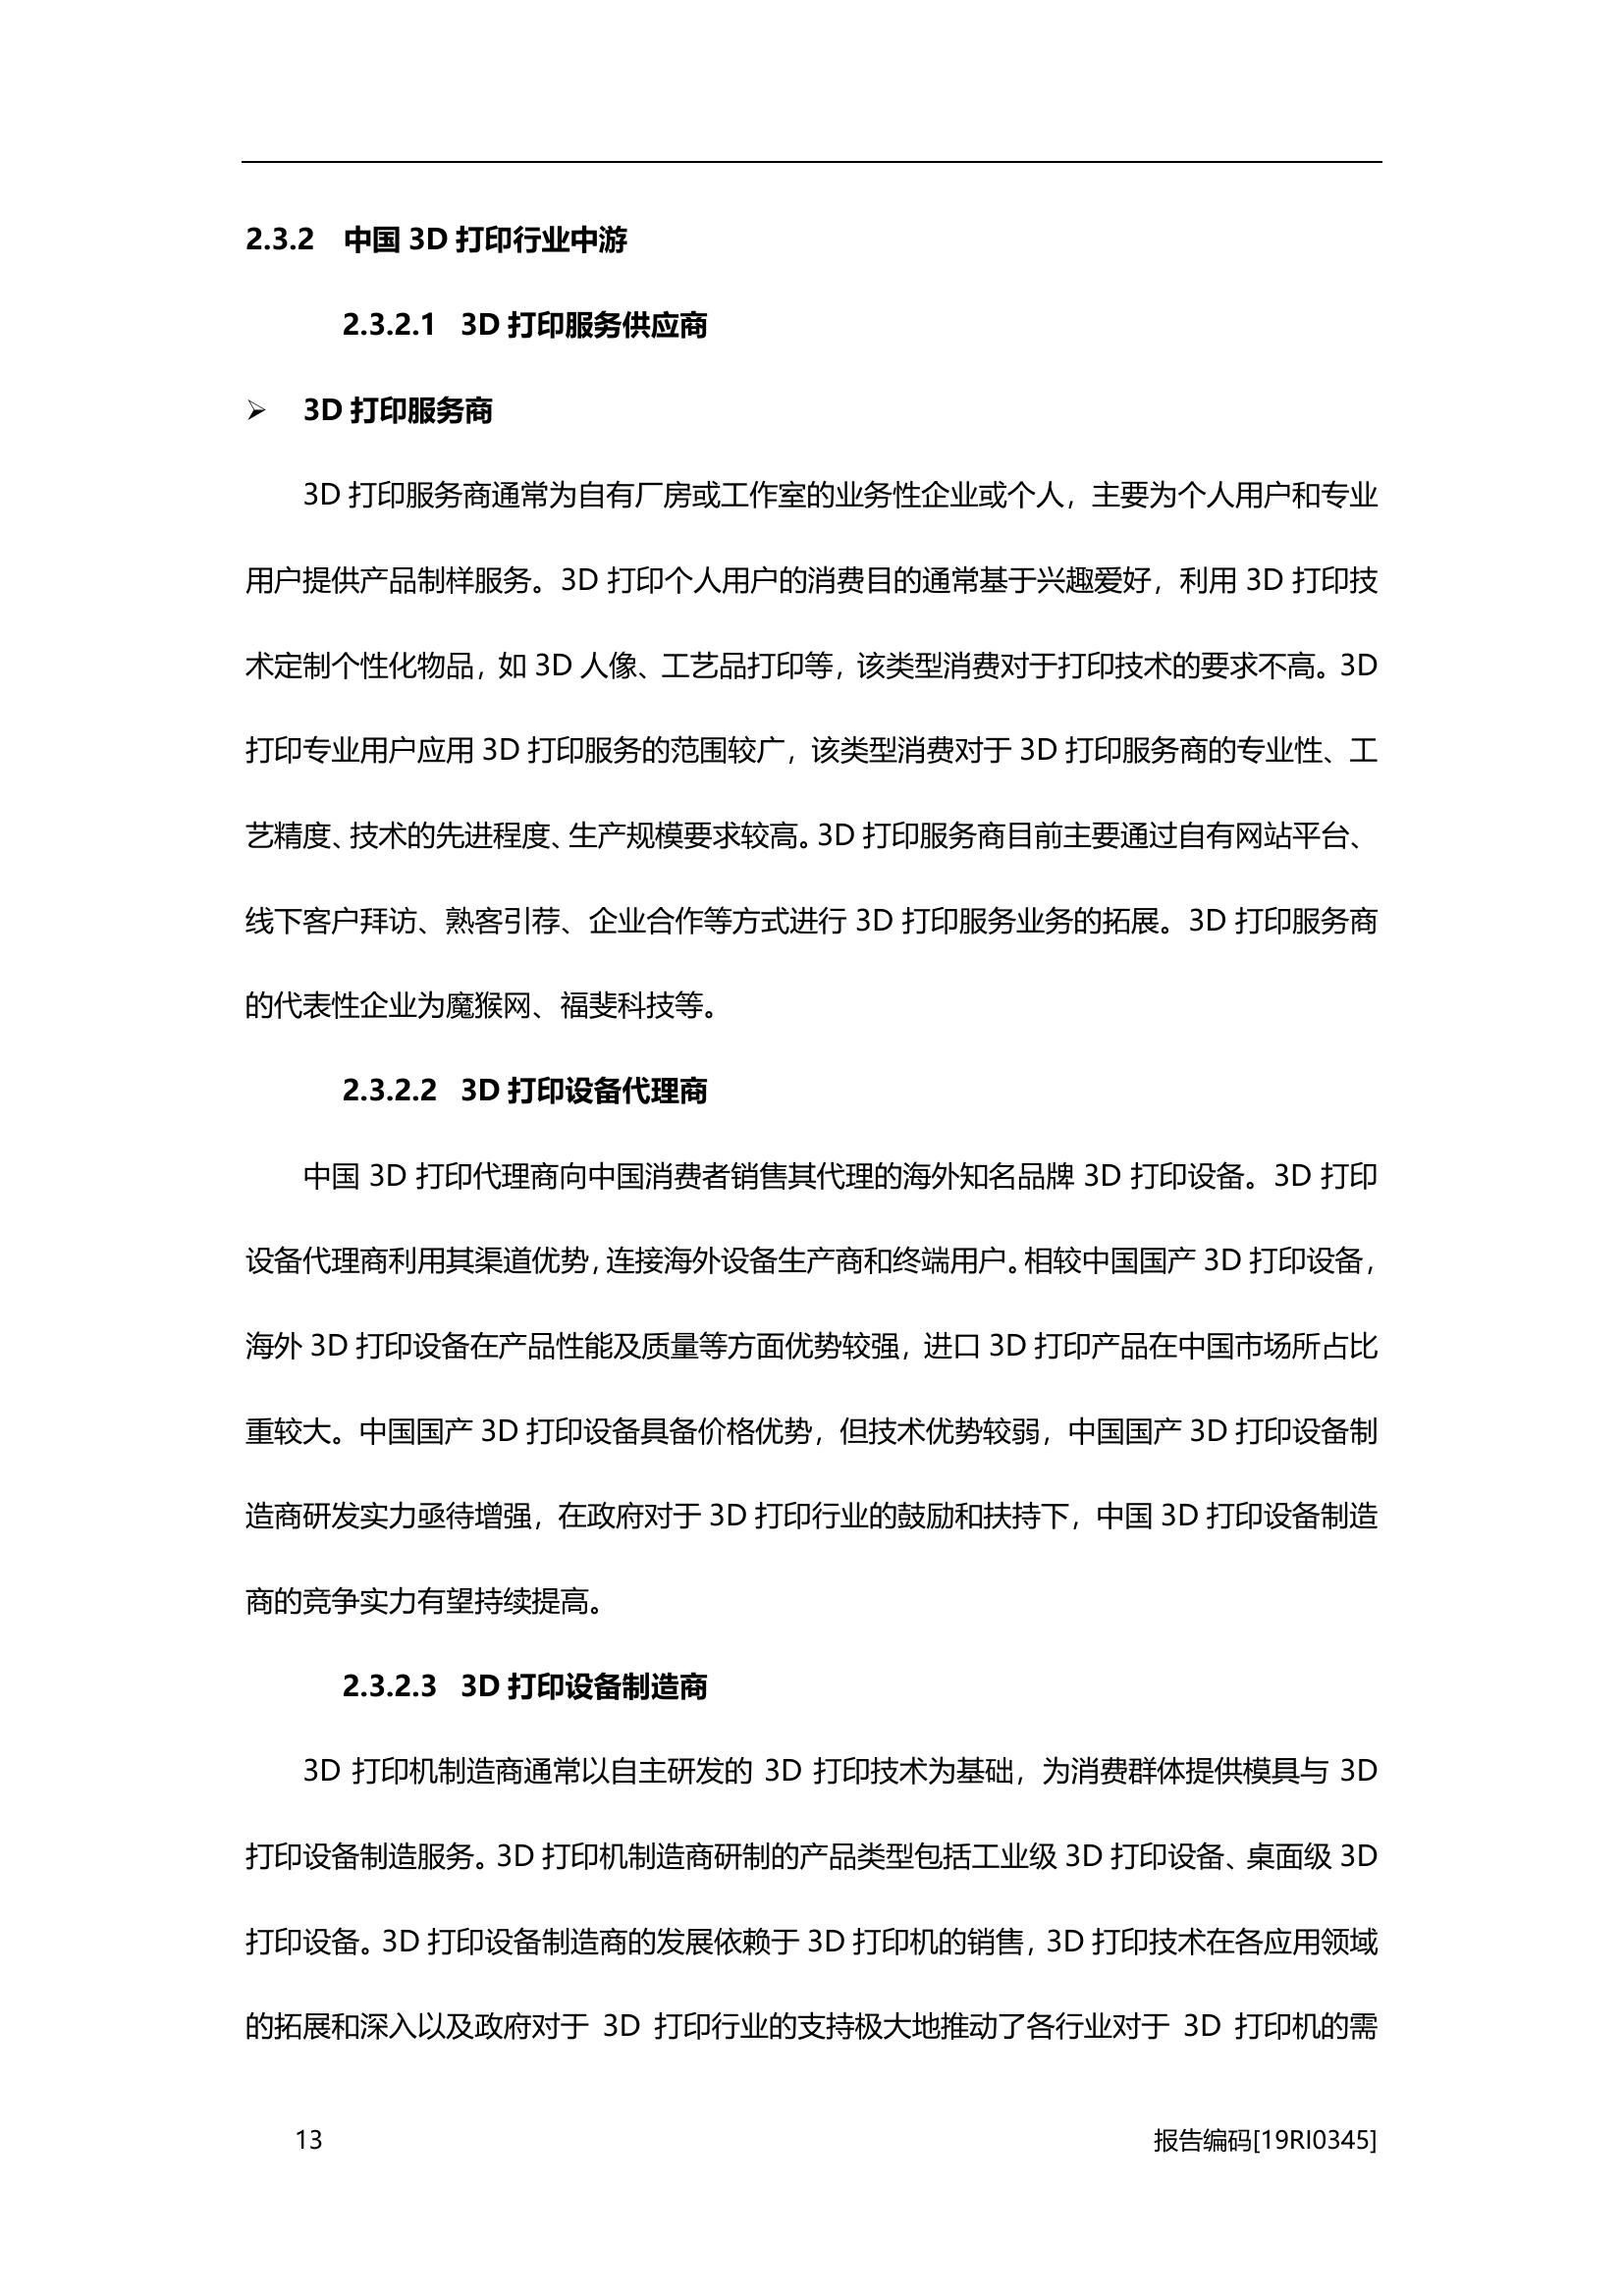 2.3.2 中国 3D 打印行业中游
2.3.2.1 3D 打印服务供应商
➢ 3D 打印服务商
3D 打印服务商通常为自有厂房或工作室的业务性企业或个人，主要为个人用户和专业
用户提供产品制样服务。3D 打印个人用户的消费目的通常基于兴趣爱好，利用 3D 打印技
术定制个性化物品，如 3D 人像、工艺品打印等，该类型消费对于打印技术的要求不高。3D
打印专业用户应用 3D 打印服务的范围较广，该类型消费对于 3D 打印服务商的专业性、工
艺精度、技术的先进程度、生产规模要求较高。3D 打印服务商目前主要通过自有网站平台、
线下客户拜访、熟客引荐、企业合作等方式进行 3D 打印服务业务的拓展。3D 打印服务商
的代表性企业为魔猴网、福斐科技等。
2.3.2.2 3D 打印设备代理商
中国 3D 打印代理商向中国消费者销售其代理的海外知名品牌 3D 打印设备。3D 打印
设备代理商利用其渠道优势，连接海外设备生产商和终端用户。相较中国国产 3D 打印设备，
海外 3D 打印设备在产品性能及质量等方面优势较强，进口 3D 打印产品在中国市场所占比
重较大。中国国产 3D 打印设备具备价格优势，但技术优势较弱，中国国产 3D 打印设备制
造商研发实力亟待增强，在政府对于 3D 打印行业的鼓励和扶持下，中国 3D 打印设备制造
商的竞争实力有望持续提高。
2.3.2.3 3D 打印设备制造商
3D 打印机制造商通常以自主研发的 3D 打印技术为基础，为消费群体提供模具与 3D
打印设备制造服务。3D 打印机制造商研制的产品类型包括工业级 3D 打印设备、桌面级 3D
打印设备。3D 打印设备制造商的发展依赖于 3D 打印机的销售，3D 打印技术在各应用领域
的拓展和深入以及政府对于 3D 打印行业的支持极大地推动了各行业对于 3D 打印机的需
13 报告编码[19RI0345]